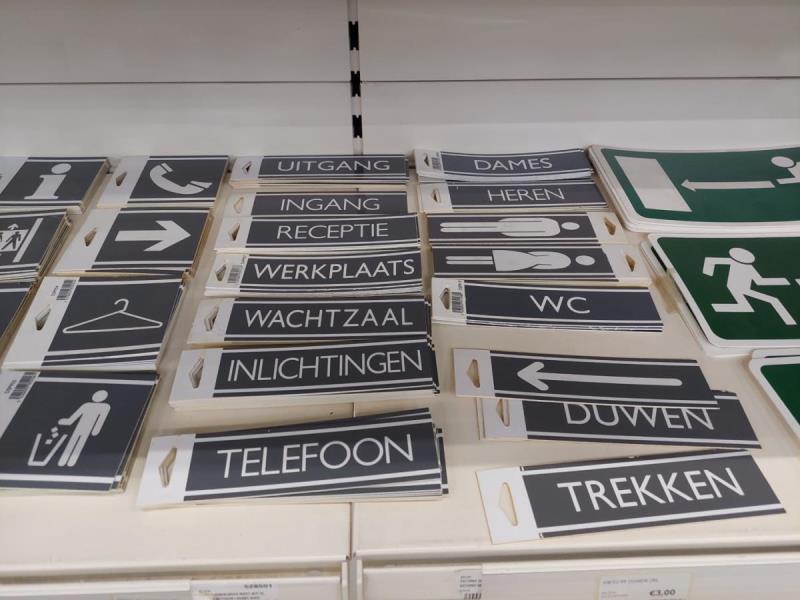 UITGANG
INGANG
RECEPTIE
WERKPLAATS
WACHTZAAL
INLICHTINGEN
TELEFOON
DAMES
HEREN
WC
DUWEN
TREKKEN
€3,00